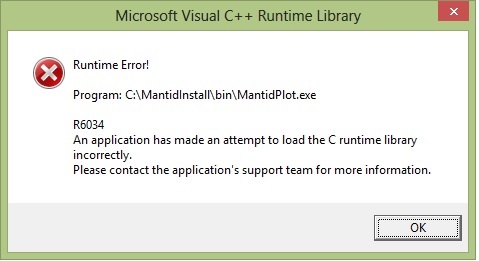 Microsoft Visual C++ Runtime Library
Runtime Error!
Program: C:\MantidInstall\bin\MantidPlot.exe
R6034
An application has made an attempt to load the C runtime library
incorrectly.
Please contact the application's support team for more information.
OK